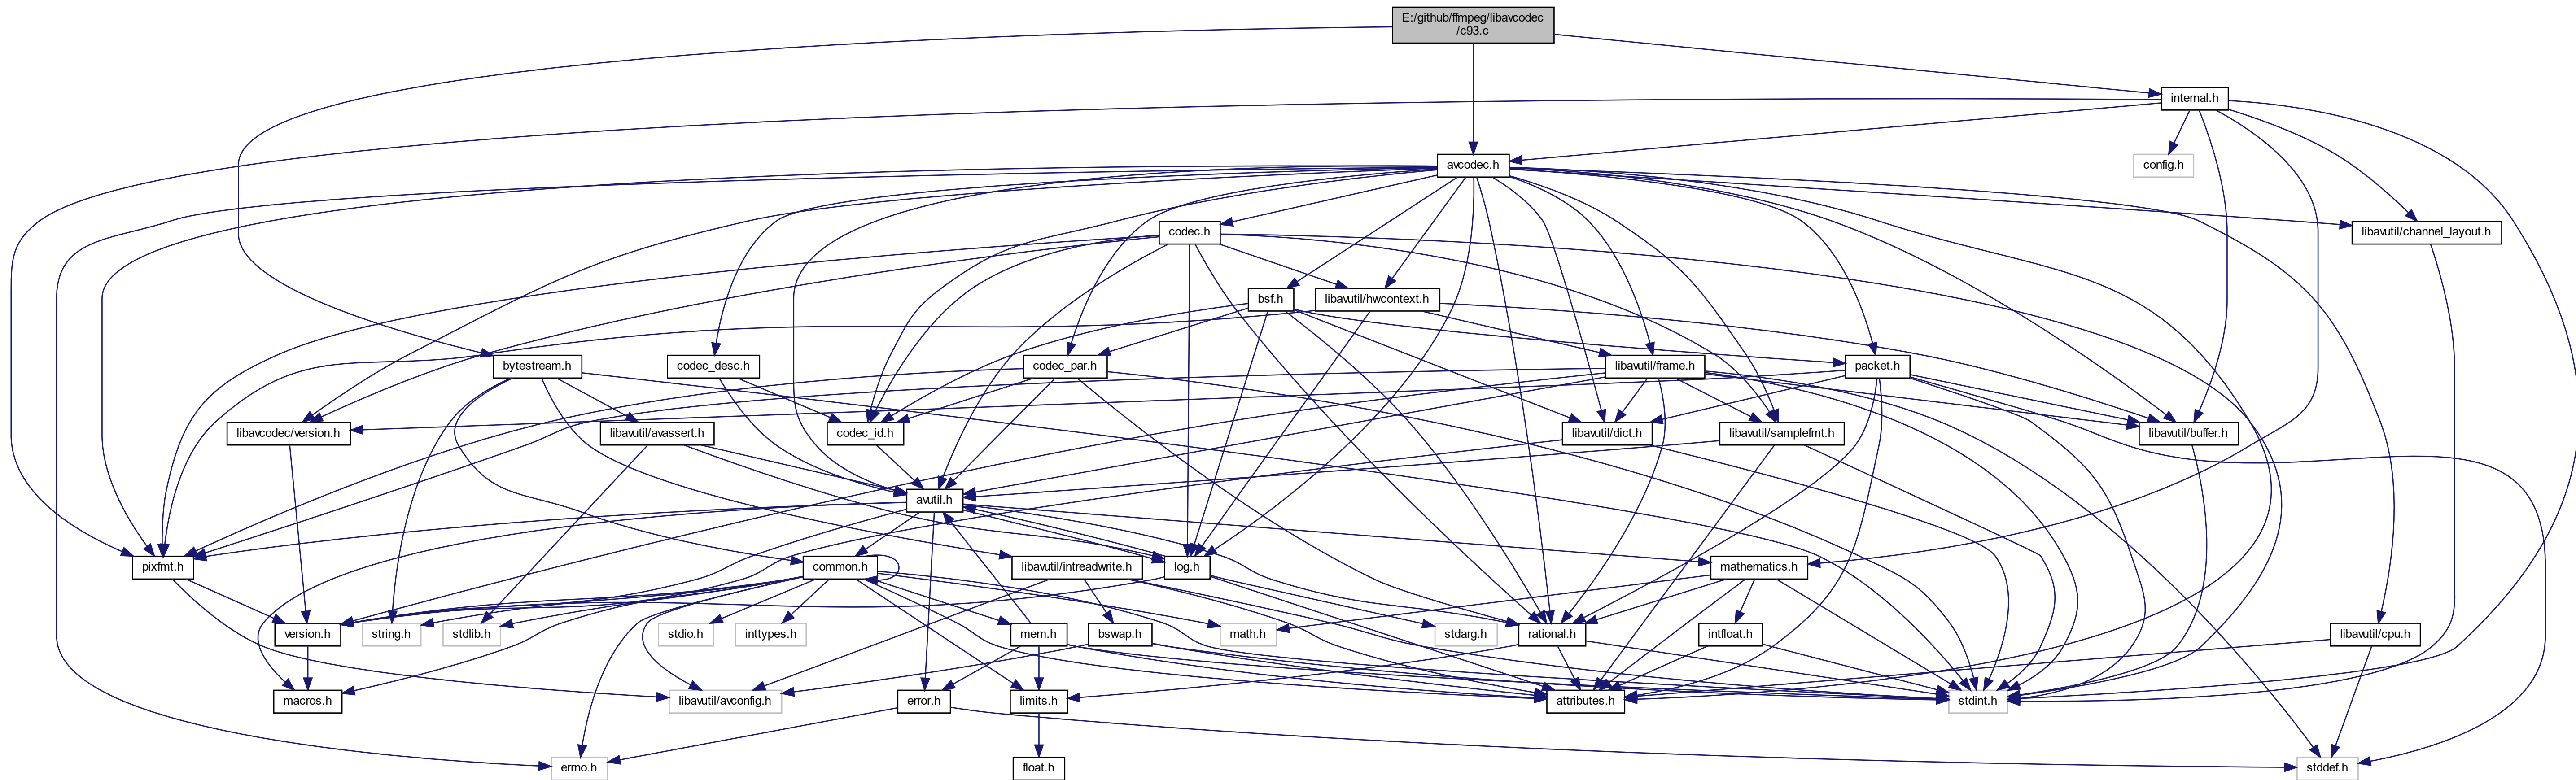 E:/github/ffmpeg/libavcodec
/c93.c
internal.h
avcodec.h
config.h
codec.h
libavutil/channel_layout.h
bsf.h
libavutil/hwcontext.h
bytestream.h
codec_desc.h
codec_par.h
libavutil/frame.h
packet.h
libavcodec/version.h
libavutil/avassert.h
codec_id.h
libavutil/dict.h
libavutil/samplefmt.h
libavutil/buffer.h
avutil.h
pixfmt.h
common.h
libavutil/intreadwrite.h
log.h
mathematics.h
version.h
string.h
stdlib.h
stdio.h
inttypes.h
mem.h
bswap.h
math.h
stdarg.h
rational.h
intfloat.h
libavutil/cpu.h
macros.h
libavutil/avconfig.h
error.h
limits.h
attributes.h
stdint.h
errno.h
float.h
stddef.h